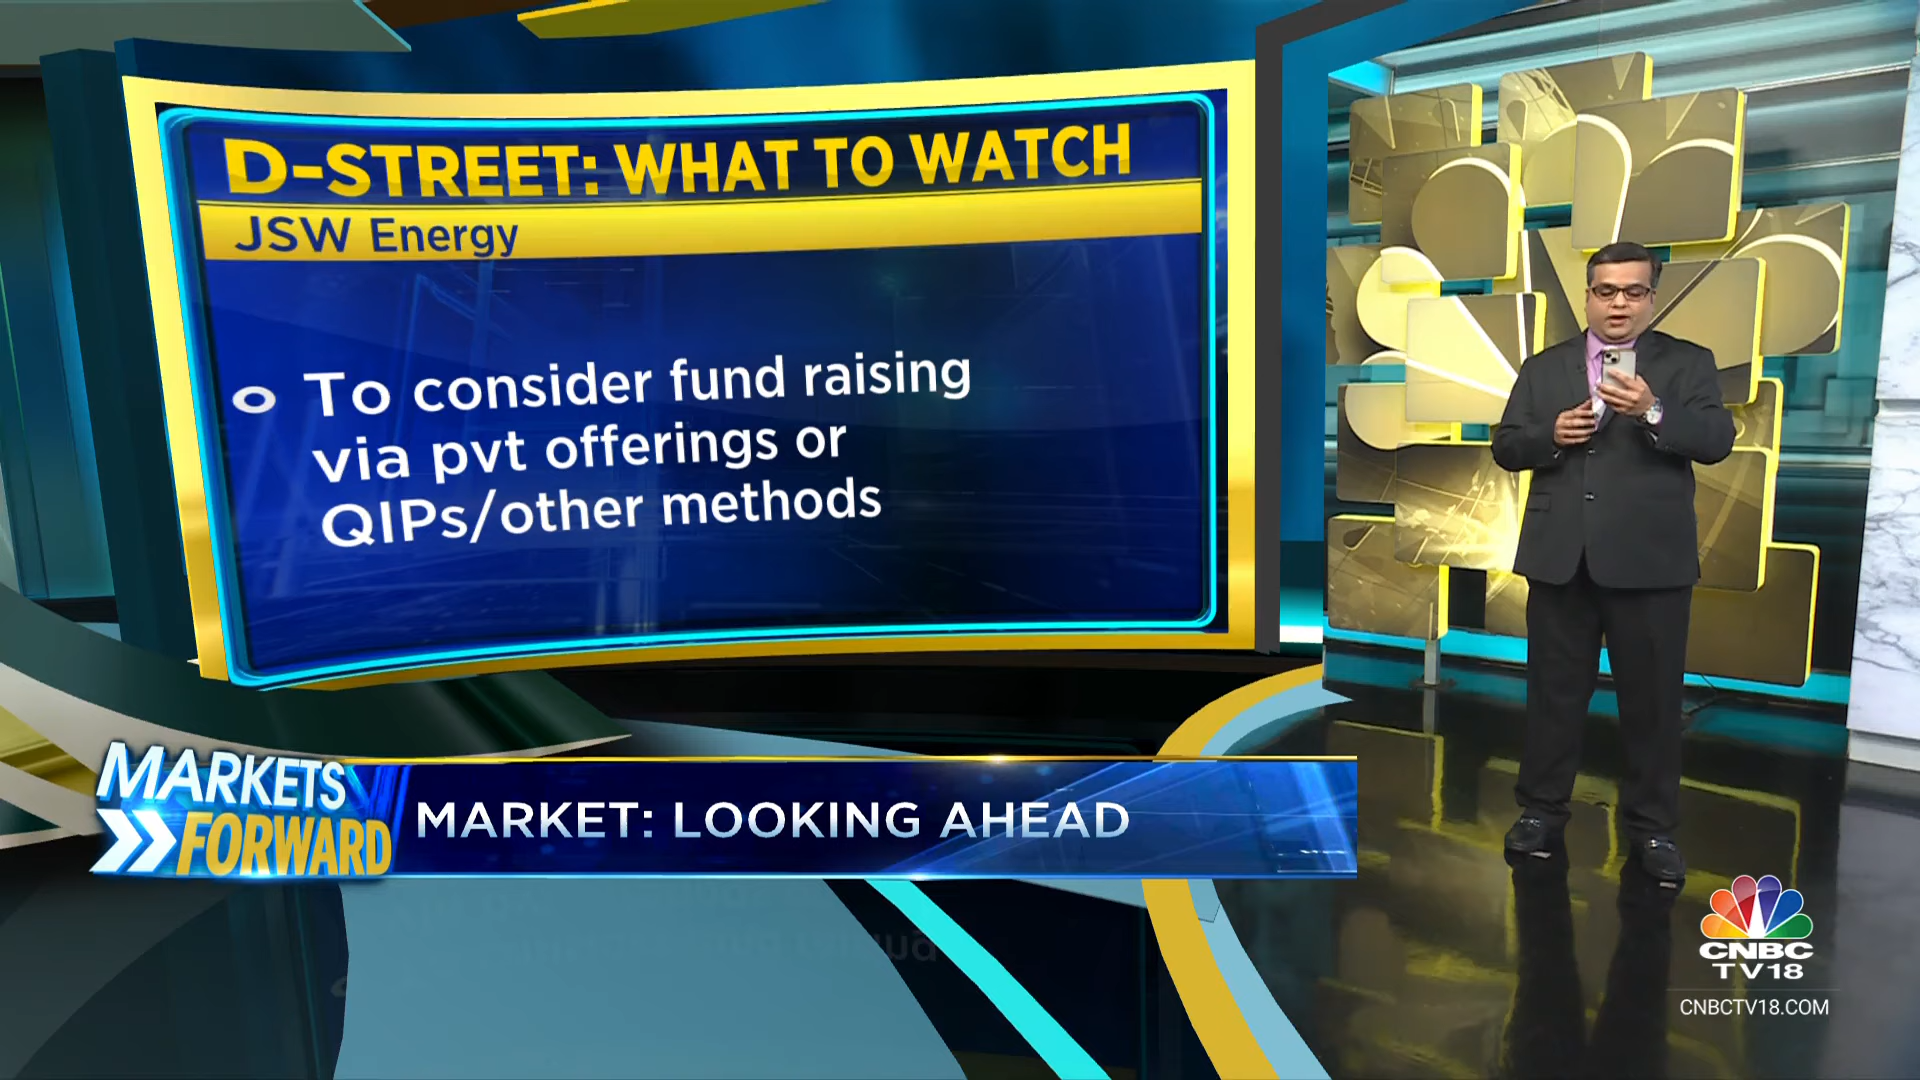 D-STREET: WHAT TO WATCH
JSW Energy
To consider fund raising
via pvt offerings or
QIPs/other methods
MARKETS
FORWARD
MARKET: LOOKING AHEAD
CNBC
TV18
CNBCTV18.COM